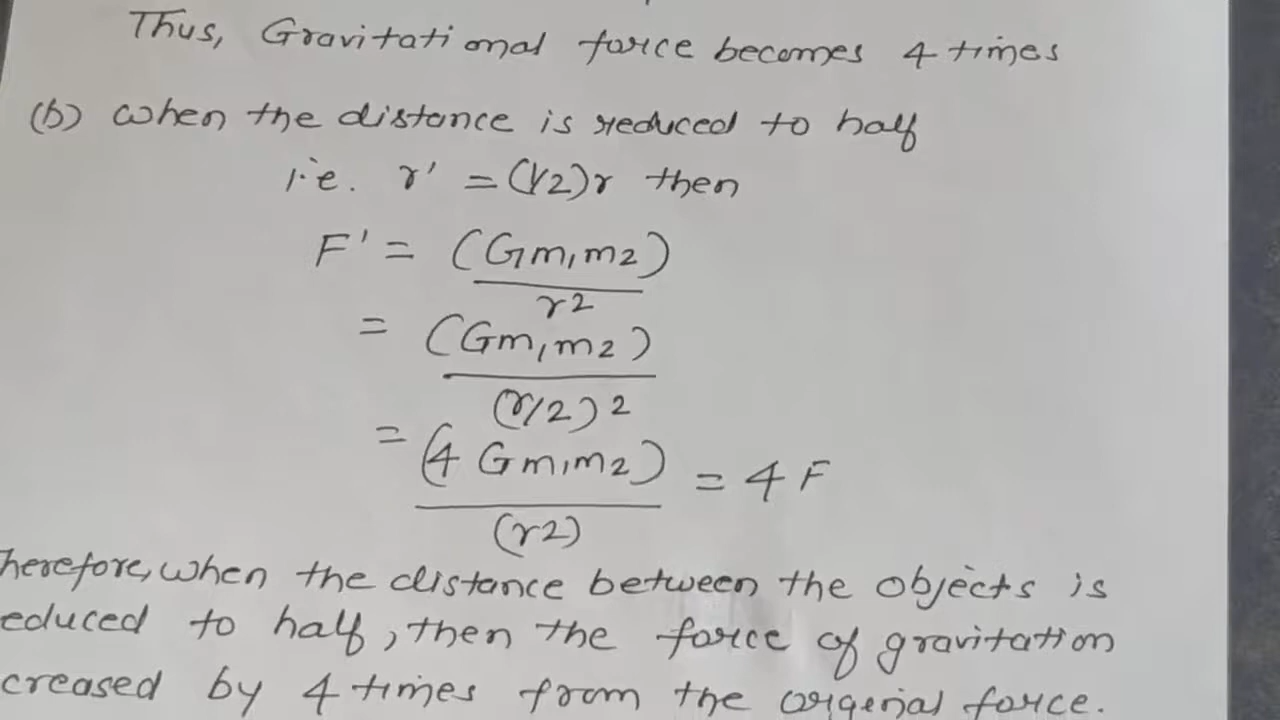 Thus, Gravitational force becomes 4 times
(b) when the distance is reduced to half
i.e. r' = (1/2)r then
F' = (Gm1m2)
r2
= (Gm1m2)
(r/2)2
= (4 Gm1m2) = 4F
(r2)
herefore, when the distance between the objects is
educed to half, then the force of gravitation
creased by 4 times from the orgenial force.